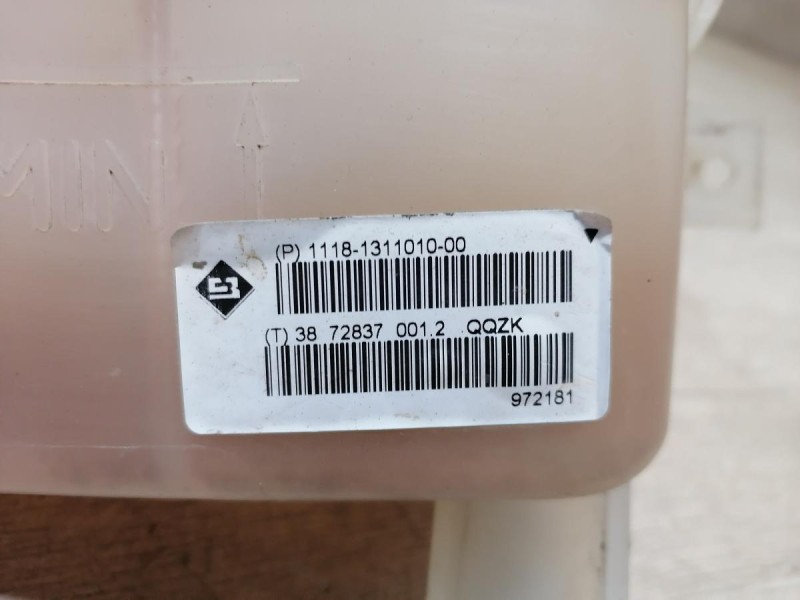 MIN
(P) 1118-1311010-00
(T) 38 72837 001.2 QQZK
972181